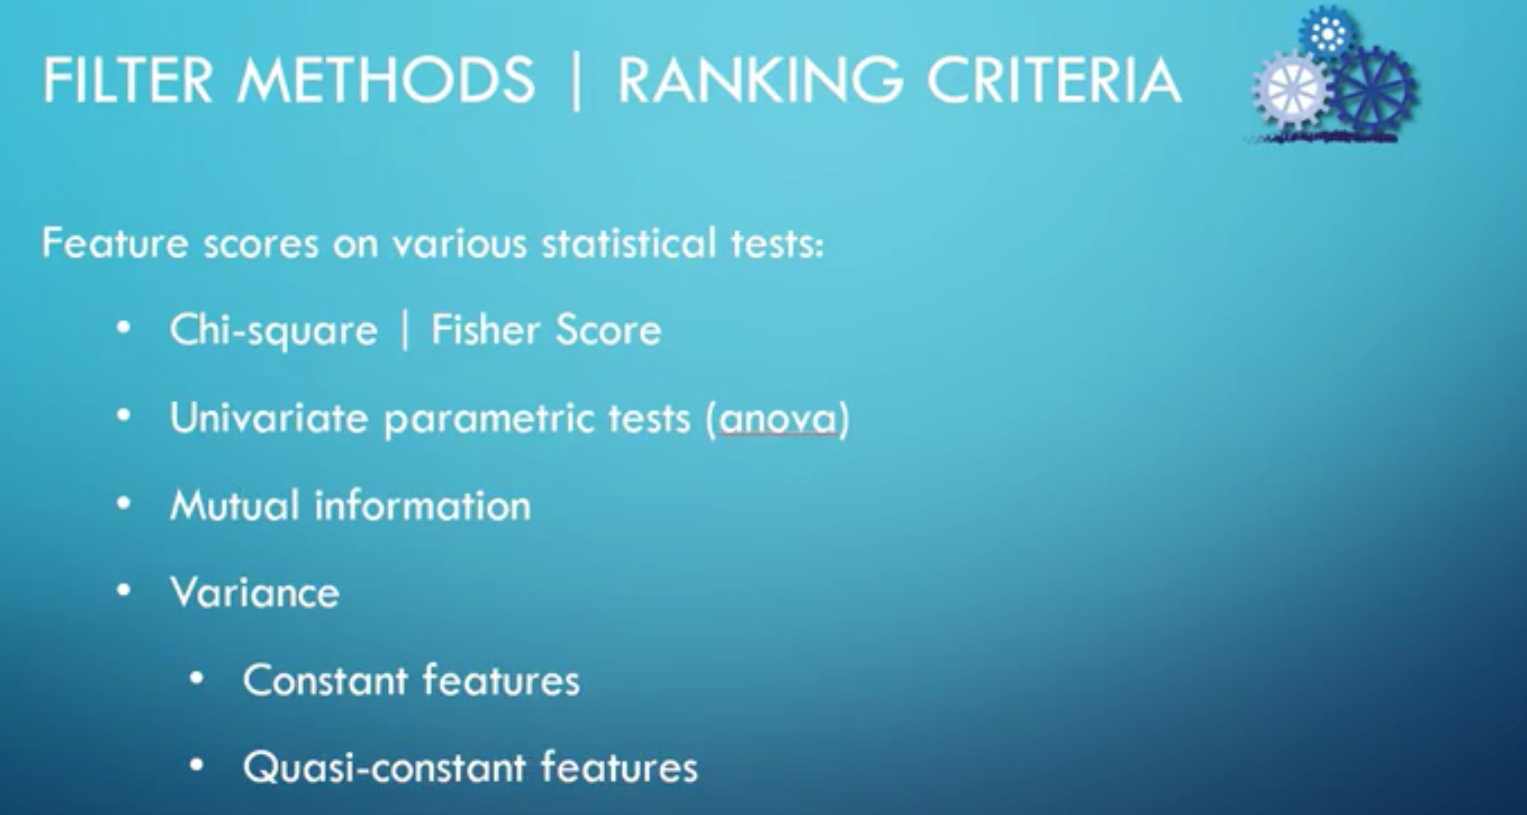 FILTER METHODS | RANKING CRITERIA
Feature scores on various statistical tests:
• Chi-square | Fisher Score
• Univariate parametric tests (anova)
• Mutual information
• Variance
• Constant features
• Quasi-constant features